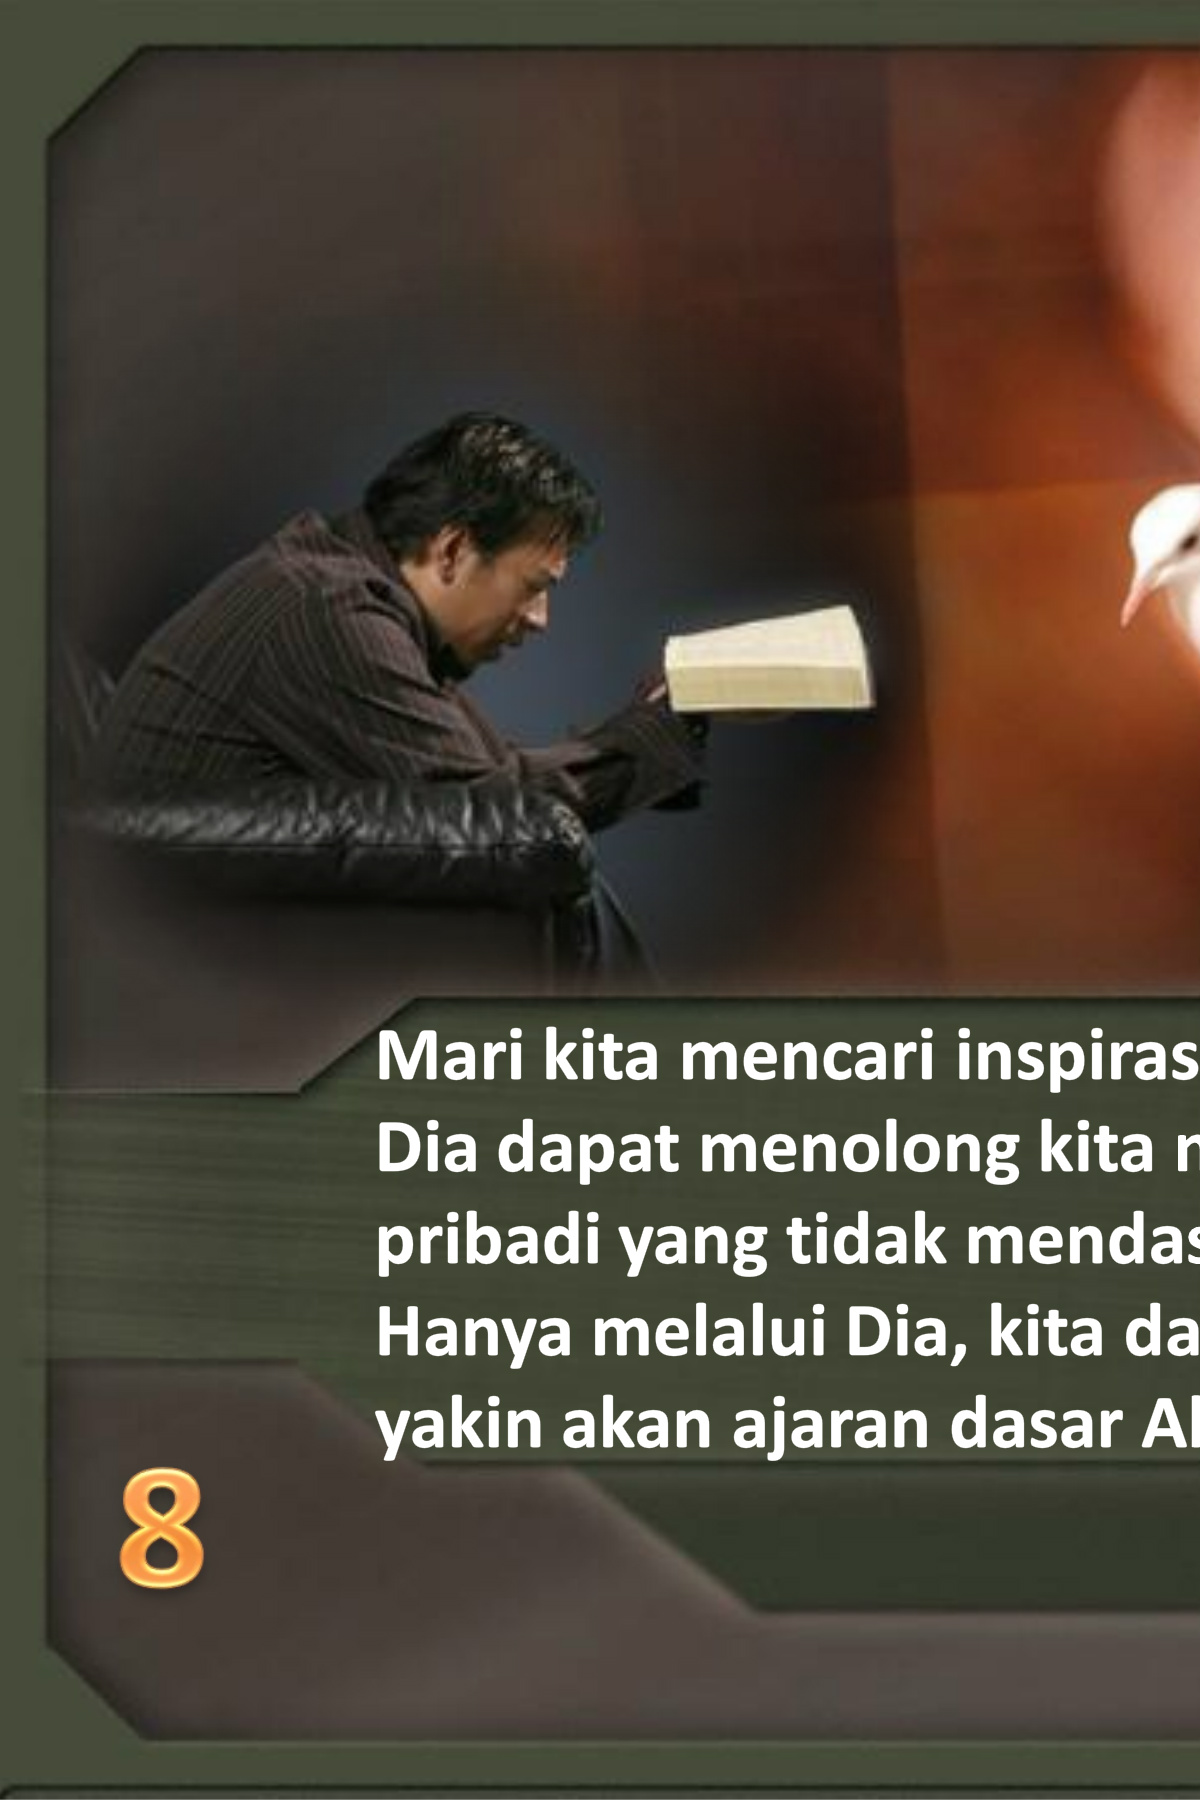 Mari kita mencari inspiras
Dia dapat menolong kita
pribadi yang tidak mendas
Hanya melalui Dia, kita da
yakin akan ajaran dasar Al
8